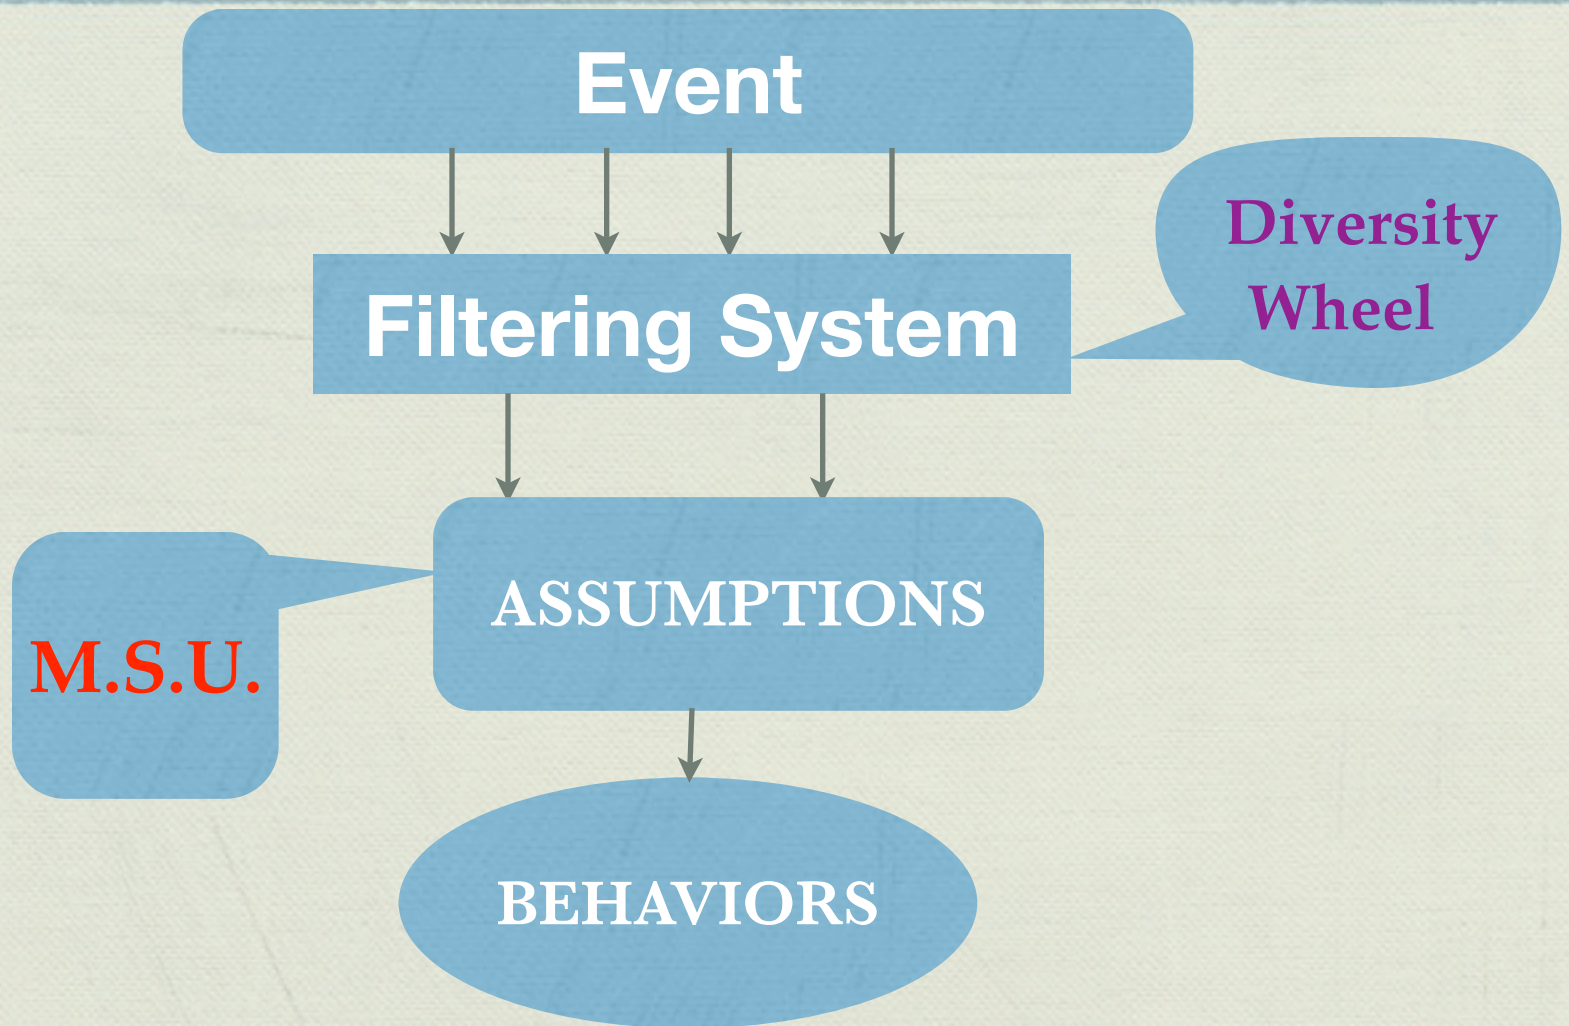 Event
Diversity
Wheel
Filtering System
ASSUMPTIONS
M.S.U.
BEHAVIORS